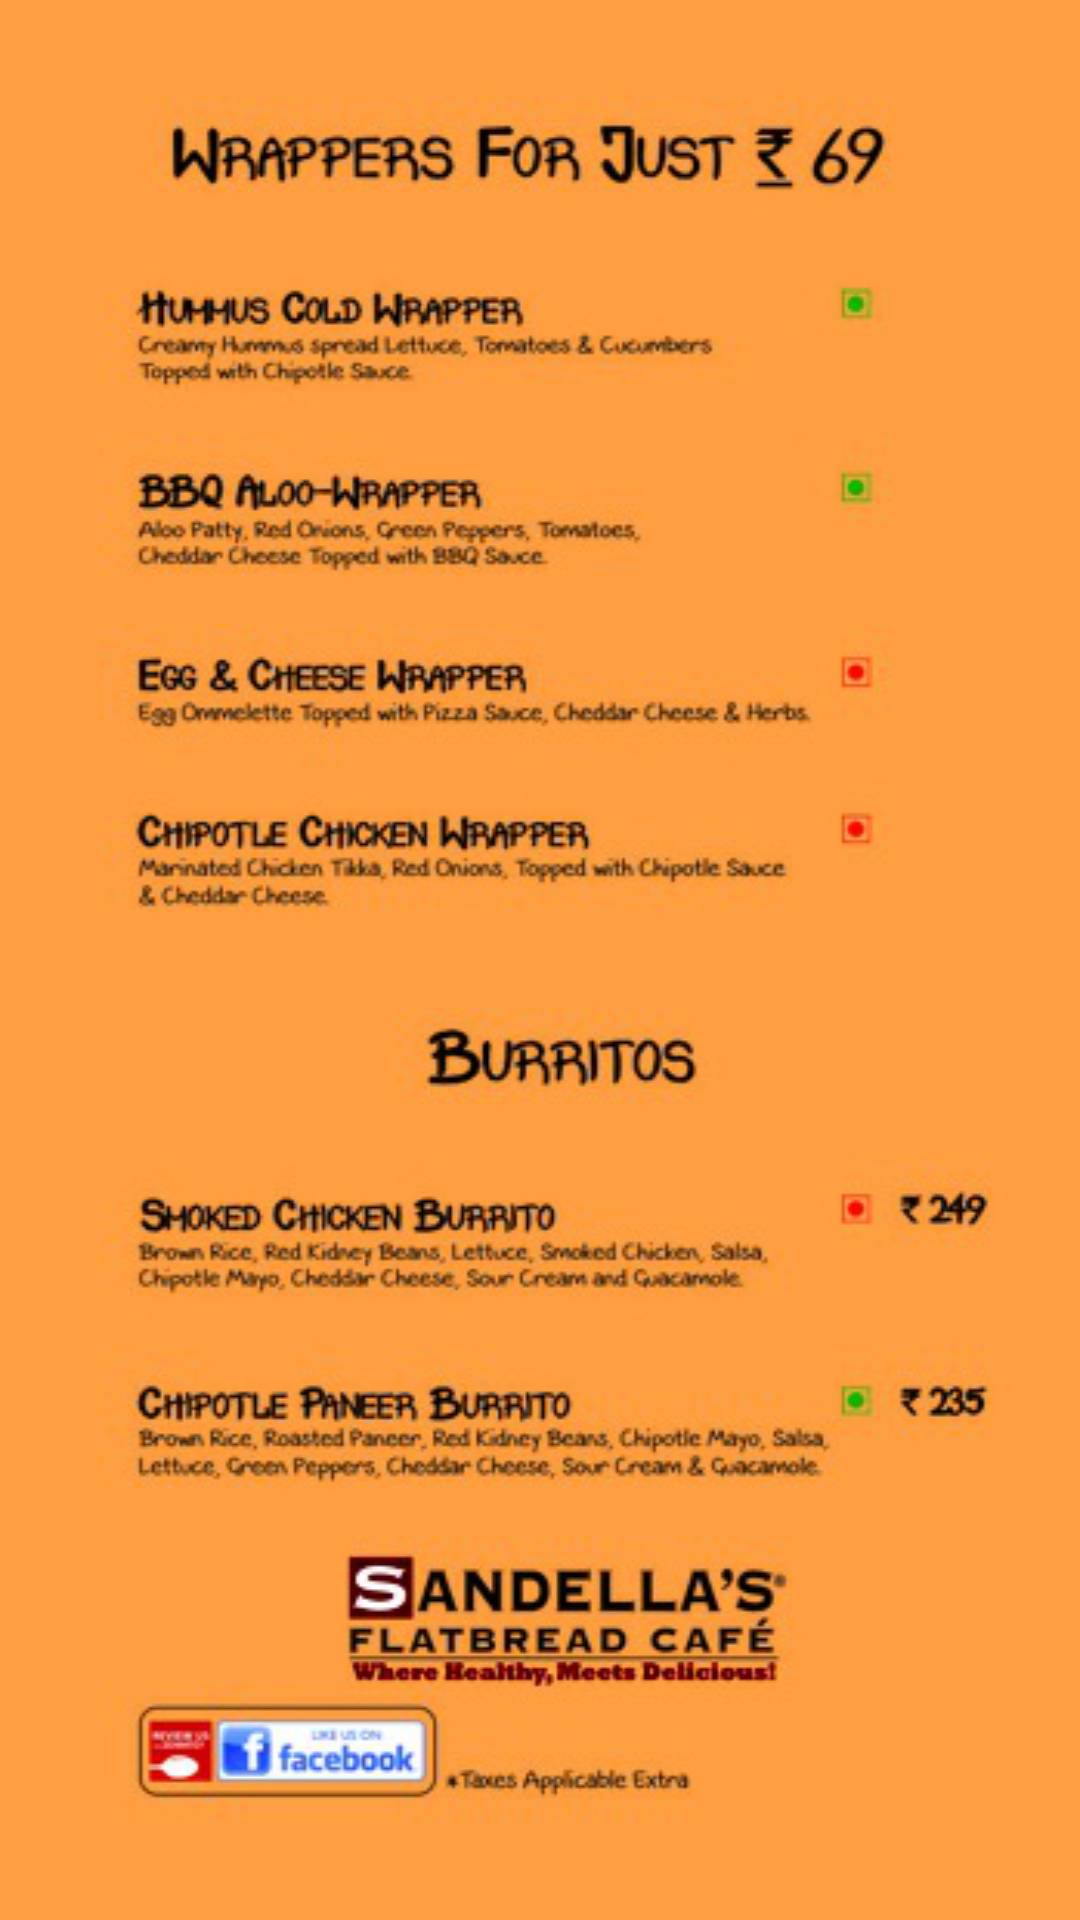 Wrappers For Just ₹ 69
Hummus Cold Wrapper
Creamy Hummus spread Lettuce, Tomatoes & Cucumbers
Topped with Chipotle Sauce.
BBQ Aloo-Wrapper
Aloo Patty, Red Onions, Green Peppers, Tomatoes,
Cheddar Cheese Topped with BBQ Sauce.
Egg & Cheese Wrapper
Egg Ommelette Topped with Pizza Sauce, Cheddar Cheese & Herbs.
Chipotle Chicken Wrapper
Marinated Chicken Tikka, Red Onions, Topped with Chipotle Sauce
& Cheddar Cheese.
Burritos
Smoked Chicken Burrito ₹ 249
Brown Rice, Red Kidney Beans, Lettuce, Smoked Chicken, Salsa,
Chipotle Mayo, Cheddar Cheese, Sour Cream and Guacamole.
Chipotle Paneer Burrito ₹ 235
Brown Rice, Roasted Paneer, Red Kidney Beans, Chipotle Mayo, Salsa,
Lettuce, Green Peppers, Cheddar Cheese, Sour Cream & Guacamole.
SANDELLA'S®
FLATBREAD CAFÉ
Where Healthy, Meets Delicious!
REVIEW US
LIKE US ON
f facebook
*Taxes Applicable Extra